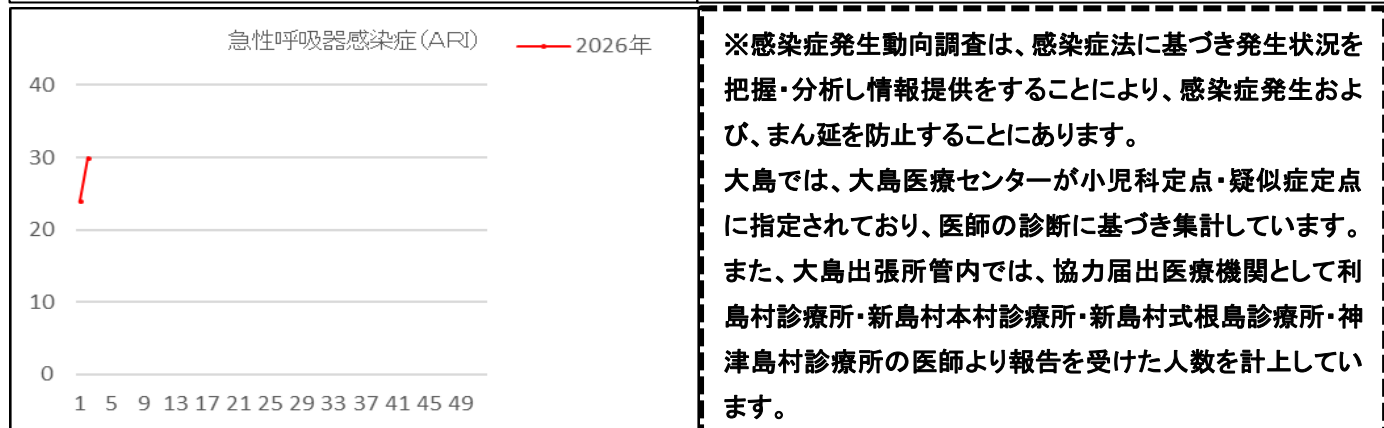 急性呼吸器感染症(ARI)
2026年
40
30
20
10
0
1 5 9 13 17 21 25 29 33 37 41 45 49
※感染症発生動向調査は、感染症法に基づき発生状況を
把握・分析し情報提供をすることにより、感染症発生およ
び、まん延を防止することにあります。
大島では、大島医療センターが小児科定点・疑似症定点
に指定されており、医師の診断に基づき集計しています。
また、大島出張所管内では、協力届出医療機関として利
島村診療所・新島村本村診療所・新島村式根島診療所・神
津島村診療所の医師より報告を受けた人数を計上してい
ます。